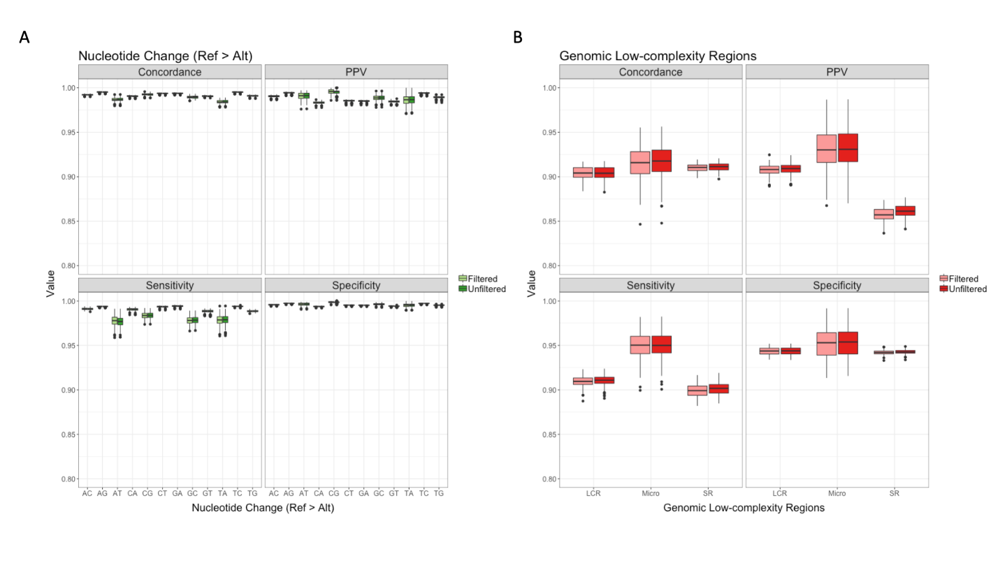 A
Nucleotide Change (Ref > Alt)
Concordance
PPV
1.00
0.95
0.90
0.85
0.80
Sensitivity
Specificity
1.00
0.95
0.90
0.85
0.80
Value
AC AG AT CA CG CT GA GC GT TA TC TG
AC AG AT CA CG CT GA GC GT TA TC TG
Nucleotide Change (Ref > Alt)
Filtered
Unfiltered
B
Genomic Low-complexity Regions
Concordance
PPV
1.00
0.95
0.90
0.85
0.80
Sensitivity
Specificity
1.00
0.95
0.90
0.85
0.80
Value
LCR Micro SR
LCR Micro SR
Genomic Low-complexity Regions
Filtered
Unfiltered